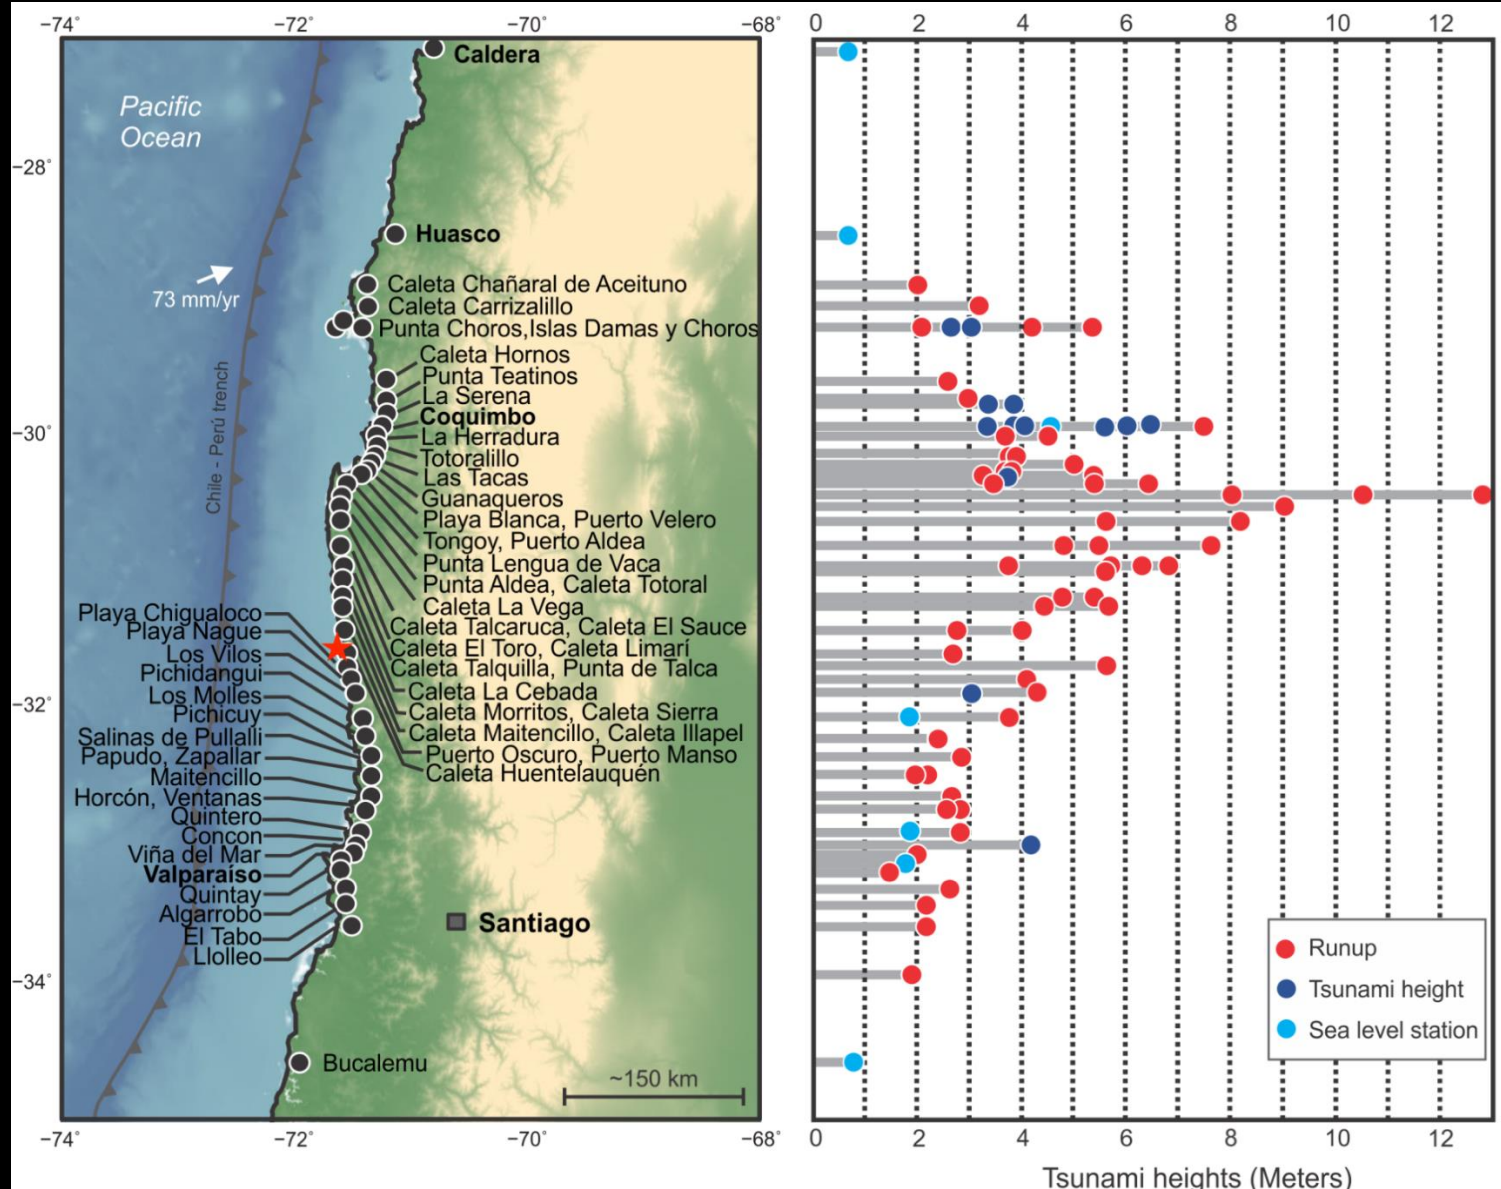 −74˚ −72˚ −70˚ −68˚
0 2 4 6 8 10 12
Caldera
Pacific
Ocean
−28˚
Huasco
73 mm/yr
Caleta Chañaral de Aceituno
Caleta Carrizalillo
Punta Choros,Islas Damas y Choros
Chile - Perú trench
Caleta Hornos
Punta Teatinos
La Serena
Coquimbo
−30˚
La Herradura
Totoralillo
Las Tacas
Guanaqueros
Playa Blanca, Puerto Velero
Tongoy, Puerto Aldea
Punta Lengua de Vaca
Punta Aldea, Caleta Totoral
Caleta La Vega
Caleta Talcaruca, Caleta El Sauce
Caleta El Toro, Caleta Limarí
Caleta Talquilla, Punta de Talca
Caleta La Cebada
Caleta Morritos, Caleta Sierra
Caleta Maitencillo, Caleta Illapel
Puerto Oscuro, Puerto Manso
Caleta Huentelauquén
Playa Chigualoco
Playa Nague
Los Vilos
Pichidangui
Los Molles
−32˚
Pichicuy
Salinas de Pullalli
Papudo, Zapallar
Maitencillo
Horcón, Ventanas
Quintero
Concon
Viña del Mar
Valparaíso
Quintay
Algarrobo
El Tabo
Llolleo
Santiago
−34˚
Bucalemu
~150 km
Runup
Tsunami height
Sea level station
−74˚ −72˚ −70˚ −68˚
0 2 4 6 8 10 12
Tsunami heights (Meters)